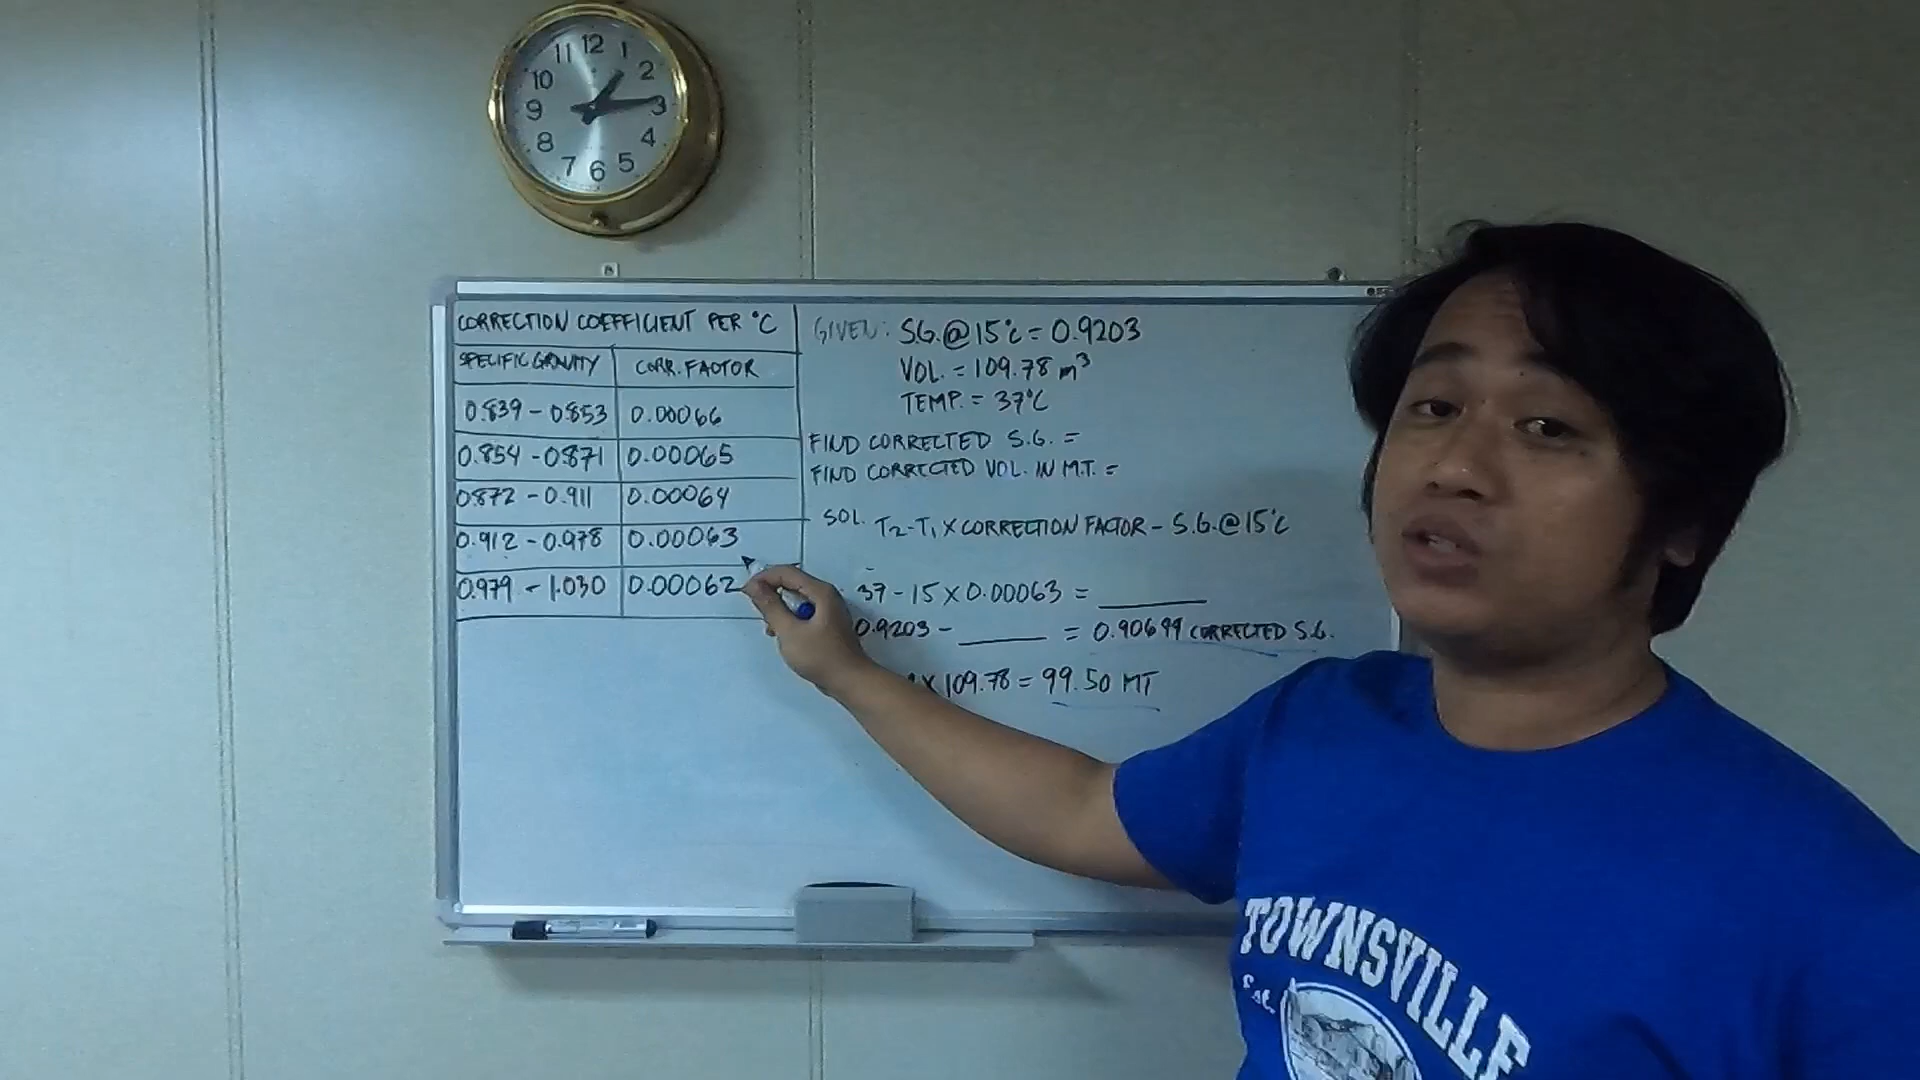 12
1
2
3
4
5
6
7
8
9
10
11
CORRECTION COEFFICIENT PER °C
SPECIFIC GRAVITY CORR. FACTOR
0.839 - 0.853 0.00066
0.854 - 0.871 0.00065
0.872 - 0.911 0.00064
0.912 - 0.978 0.00063
0.979 - 1.030 0.00062
GIVEN: S.G.@15°C = 0.9203
VOL. = 109.78 m³
TEMP. = 37°C
FIND CORRECTED S.G. =
FIND CORRECTED VOL. IN M.T. =
SOL. T₂-T₁ X CORRECTION FACTOR - S.G.@15°C
37 - 15 X 0.00063 = ______
0.9203 - ______ = 0.90644 CORRECTED S.G.
X 109.78 = 99.50 MT
TOWNSVILLE